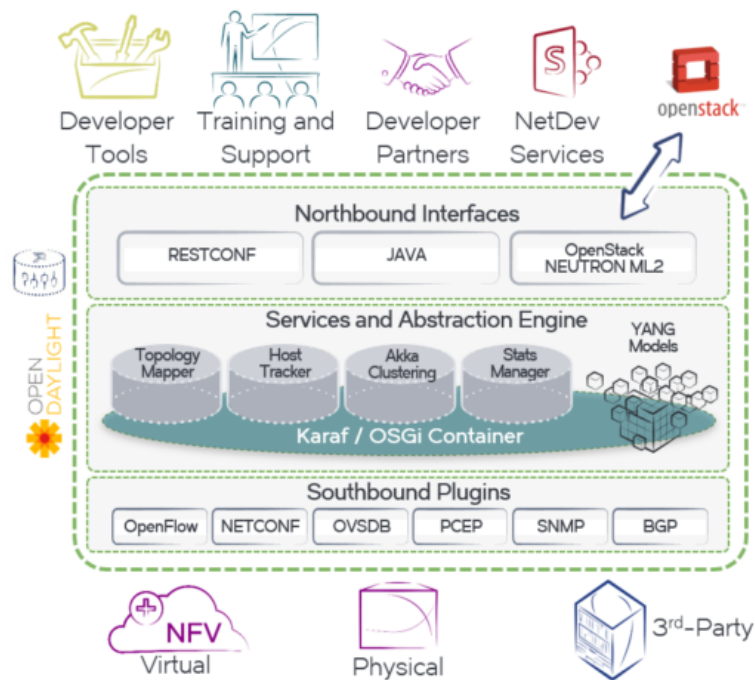 Developer Tools
Training and Support
Developer Partners
NetDev Services
S
openstack
Northbound Interfaces
RESTCONF
JAVA
OpenStack
NEUTRON ML2
OPEN
DAYLIGHT
Services and Abstraction Engine
YANG
Models
Topology
Mapper
Host
Tracker
Akka
Clustering
Stats
Manager
Karaf / OSGi Container
Southbound Plugins
OpenFlow
NETCONF
OVSDB
PCEP
SNMP
BGP
NFV
Virtual
Physical
3rd-Party